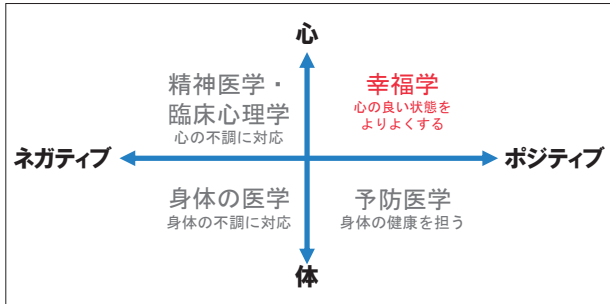 心
精神医学・
臨床心理学
心の不調に対応
幸福学
心の良い状態を
よりよくする
ネガティブ
ポジティブ
身体の医学
身体の不調に対応
予防医学
身体の健康を担う
体